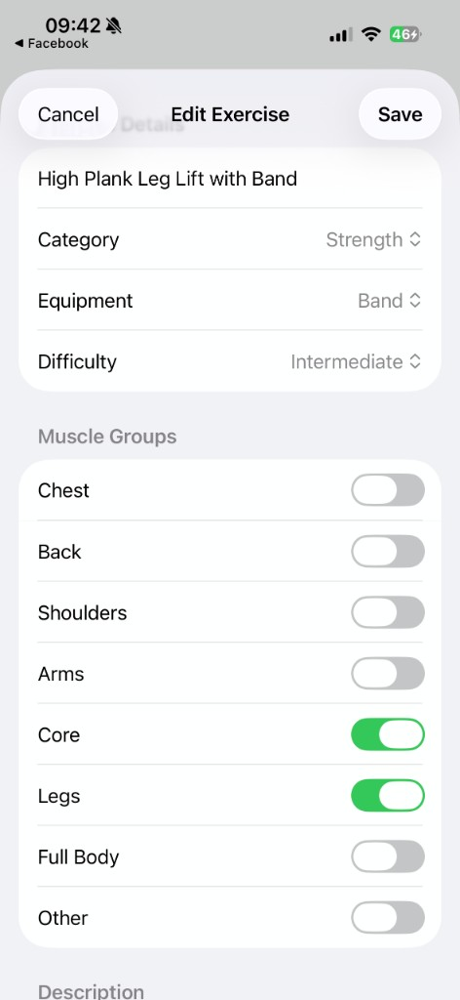 09:42
46
Facebook
Details
Cancel
Edit Exercise
Save
High Plank Leg Lift with Band
Category
Strength
Equipment
Band
Difficulty
Intermediate
Muscle Groups
Chest
Back
Shoulders
Arms
Core
Legs
Full Body
Other
Description